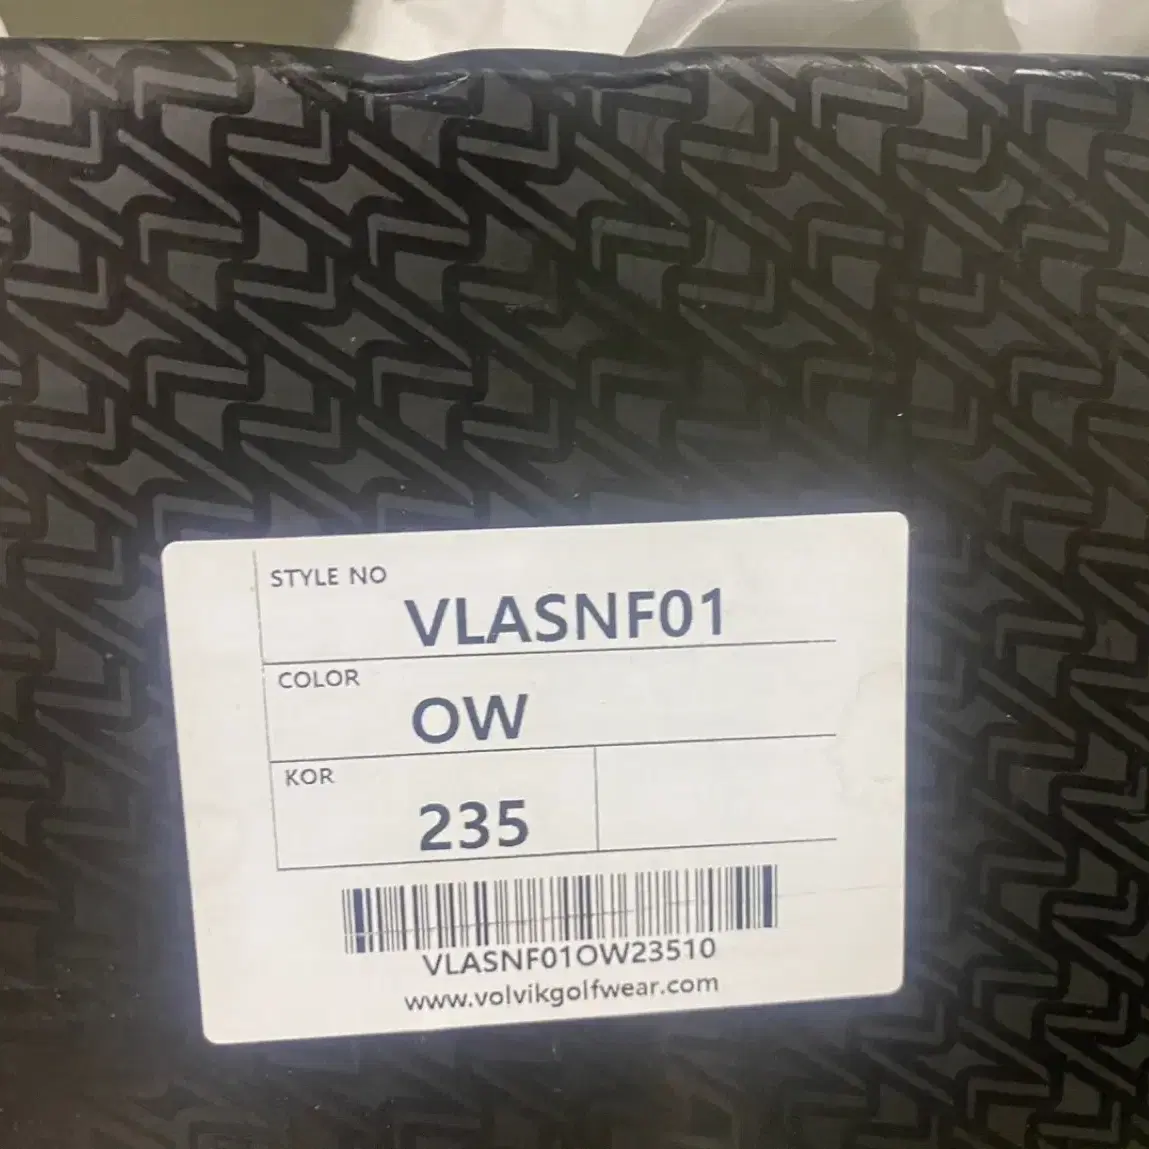 STYLE NO
VLASNF01
COLOR
OW
KOR
235
VLASNF01OW23510
www.volvikgolfwear.com